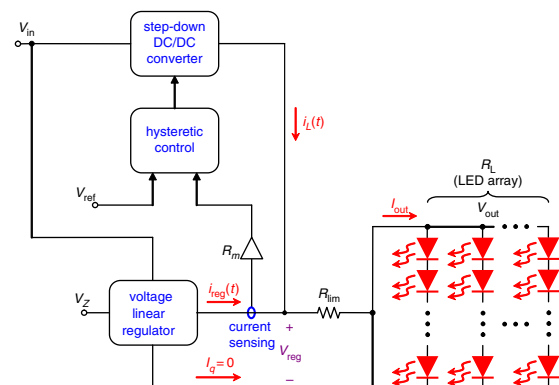 V_in
step-down
DC/DC
converter
i_L(t)
hysteretic
control
V_ref
R_m
R_L
(LED array)
I_out
V_out
V_Z
voltage
linear
regulator
i_reg(t)
current
sensing
R_lim
+
V_reg
–
I_q = 0